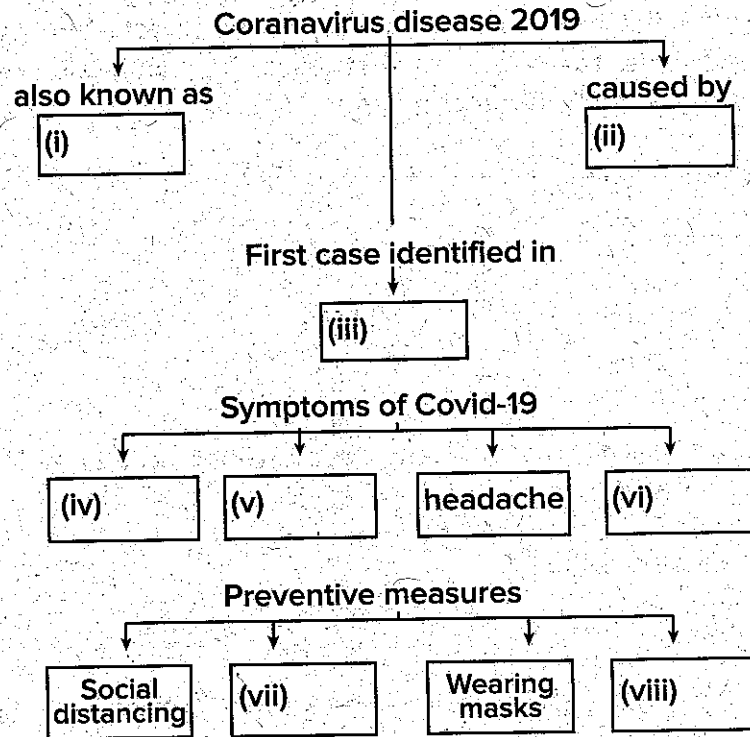 Coranavirus disease 2019
also known as
caused by
(i)
(ii)
First case identified in
(iii)
Symptoms of Covid-19
(iv)
(v)
headache
(vi)
Preventive measures
Social
distancing
(vii)
Wearing
masks
(viii)